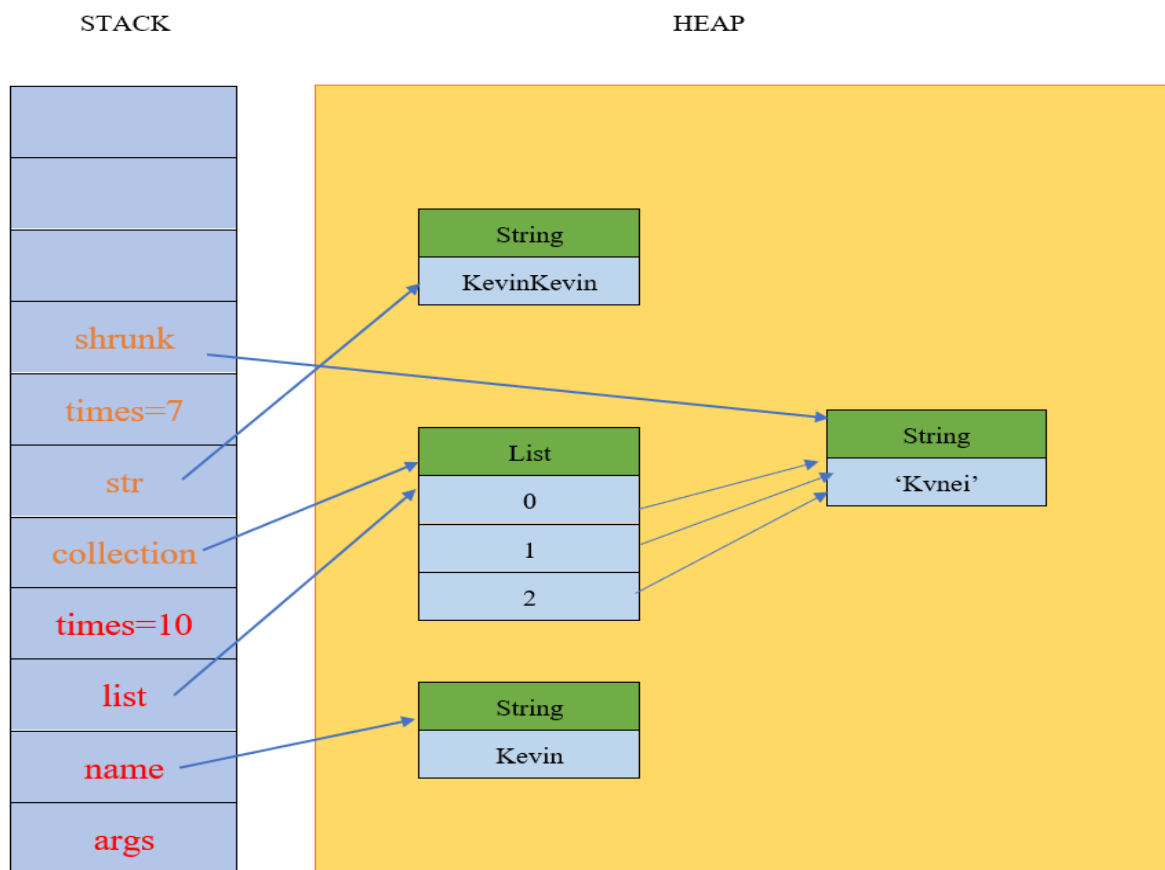 STACK
HEAP
shrunk
times=7
str
collection
times=10
list
name
args
String
KevinKevin
List
0
1
2
String
Kevin
String
‘Kvnei’